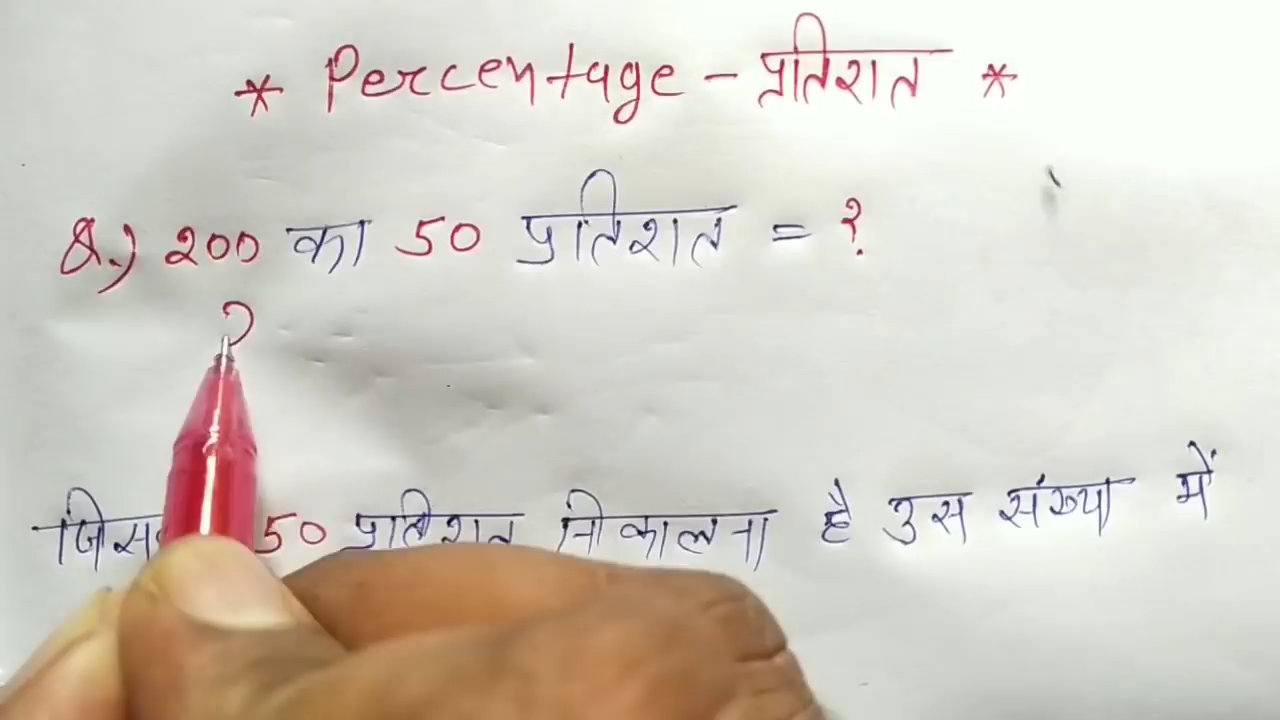 * Percentage - प्रतिशत *
Q.) 200 का 50 प्रतिशत = ?
50 प्रतिशत निकालना है उस संख्या में